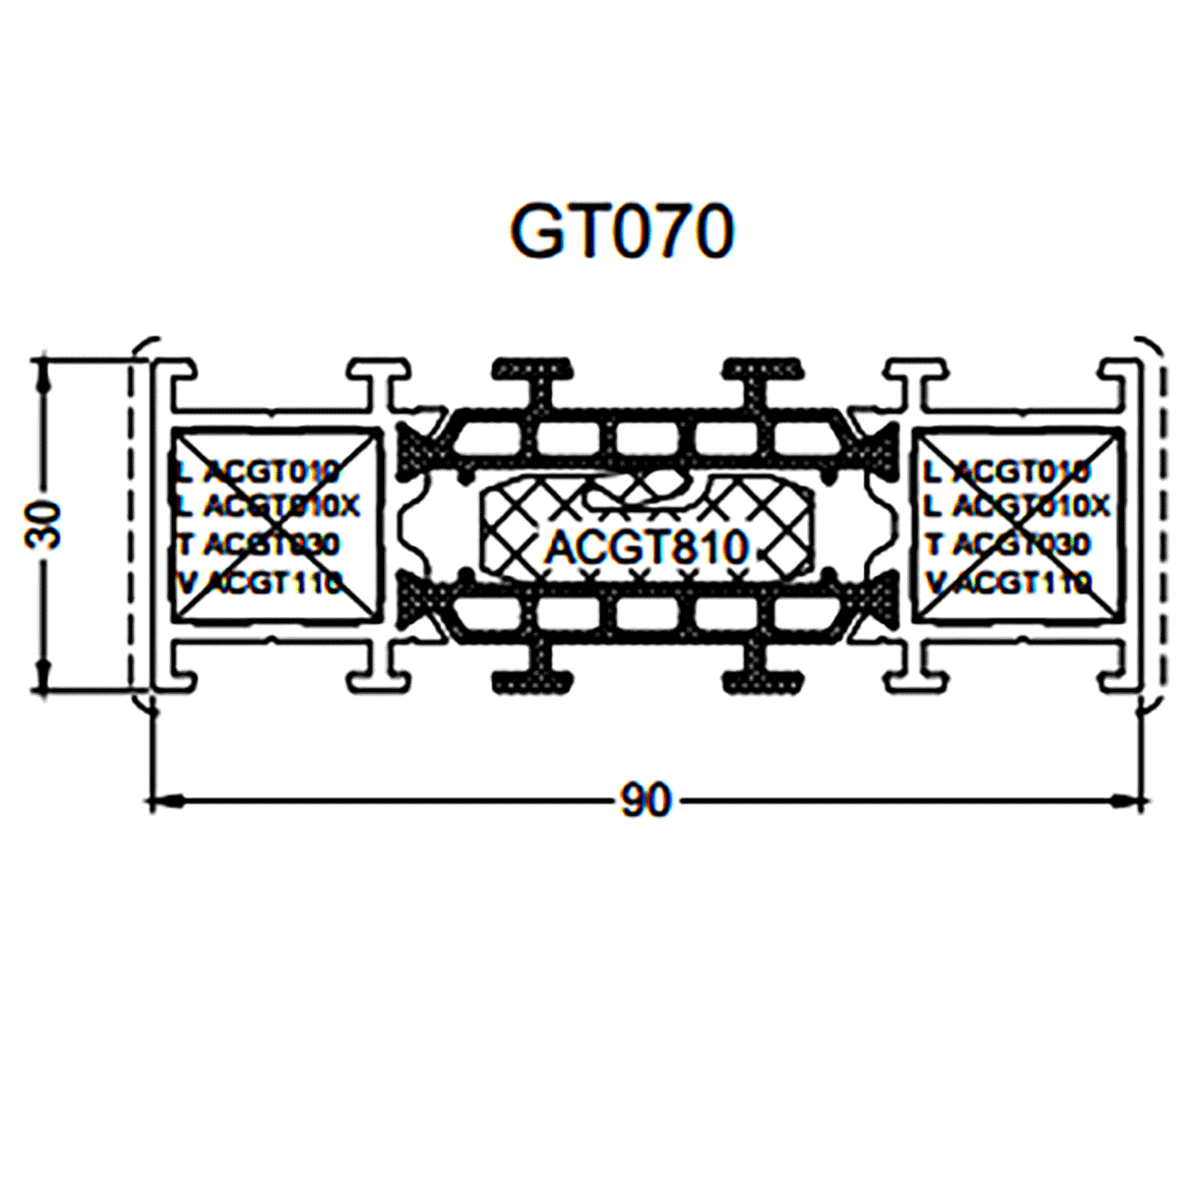 GT070
30
L ACGT010
L ACGT010X
T ACGT030
V ACGT110
ACGT810
L ACGT010
L ACGT010X
T ACGT030
V ACGT110
90